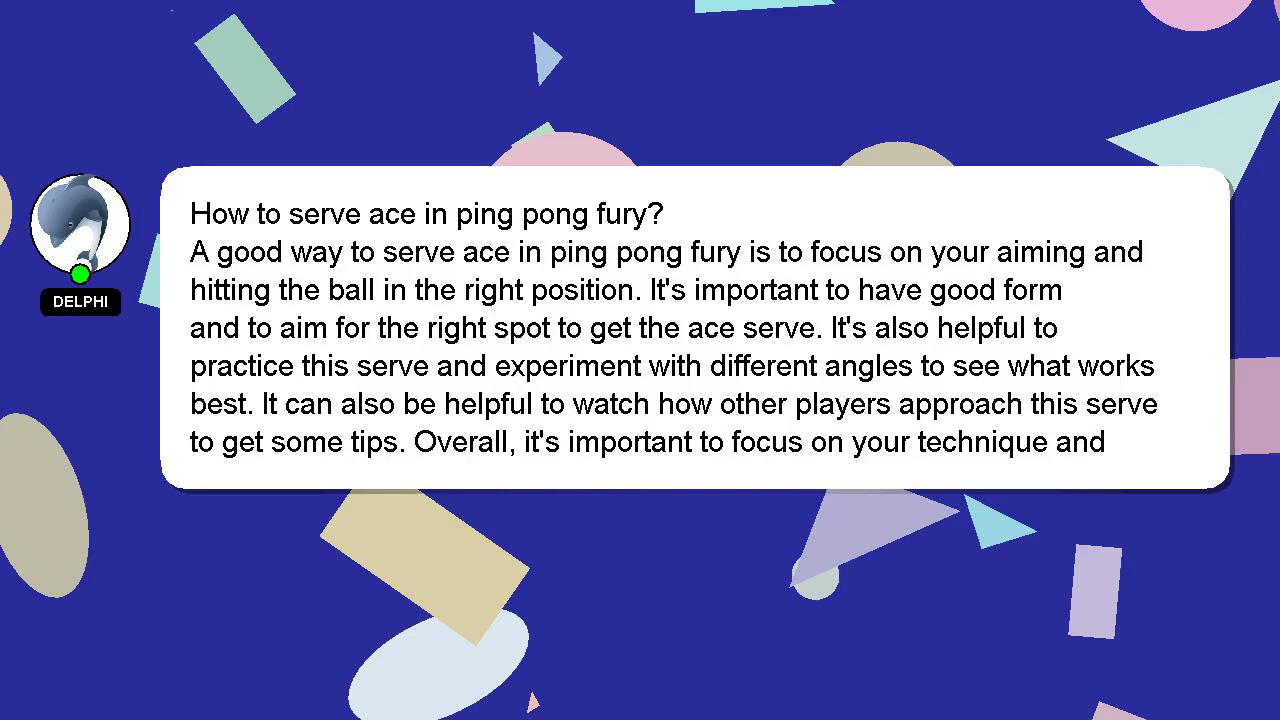 How to serve ace in ping pong fury?
A good way to serve ace in ping pong fury is to focus on your aiming and
hitting the ball in the right position. It's important to have good form
and to aim for the right spot to get the ace serve. It's also helpful to
practice this serve and experiment with different angles to see what works
best. It can also be helpful to watch how other players approach this serve
to get some tips. Overall, it's important to focus on your technique and
DELPHI